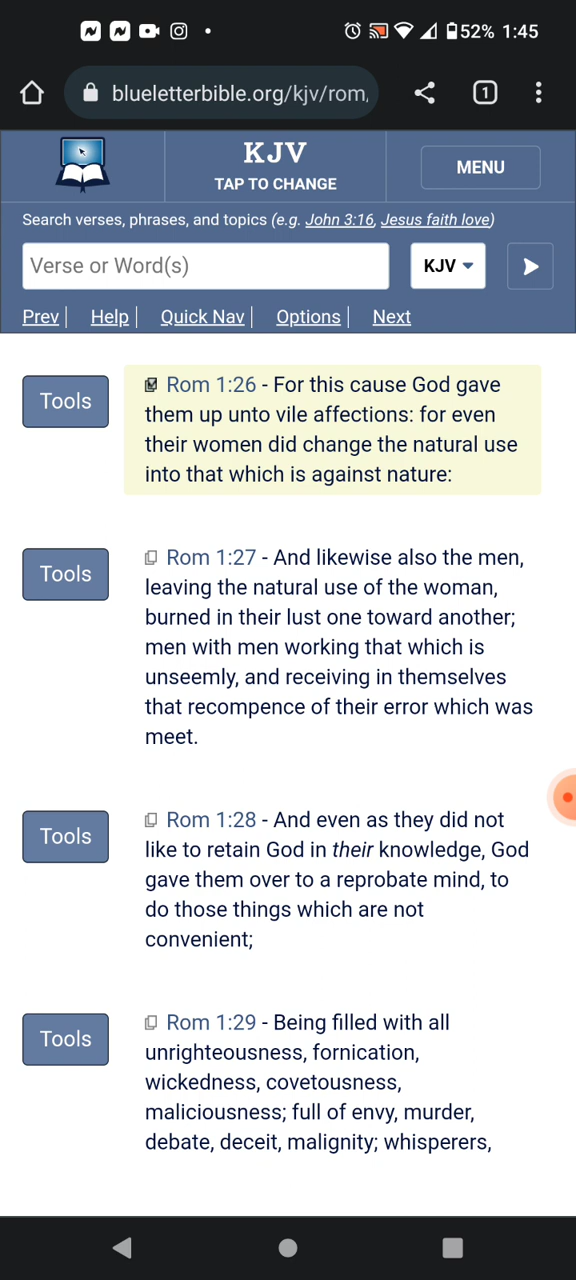 52% 1:45
blueletterbible.org/kjv/rom,
1
KJV
TAP TO CHANGE
MENU
Search verses, phrases, and topics (e.g. John 3:16, Jesus faith love)
Verse or Word(s)
KJV
Prev | Help | Quick Nav | Options | Next
Tools
Rom 1:26 - For this cause God gave
them up unto vile affections: for even
their women did change the natural use
into that which is against nature:
Tools
Rom 1:27 - And likewise also the men,
leaving the natural use of the woman,
burned in their lust one toward another;
men with men working that which is
unseemly, and receiving in themselves
that recompence of their error which was
meet.
Tools
Rom 1:28 - And even as they did not
like to retain God in their knowledge, God
gave them over to a reprobate mind, to
do those things which are not
convenient;
Tools
Rom 1:29 - Being filled with all
unrighteousness, fornication,
wickedness, covetousness,
maliciousness; full of envy, murder,
debate, deceit, malignity; whisperers,